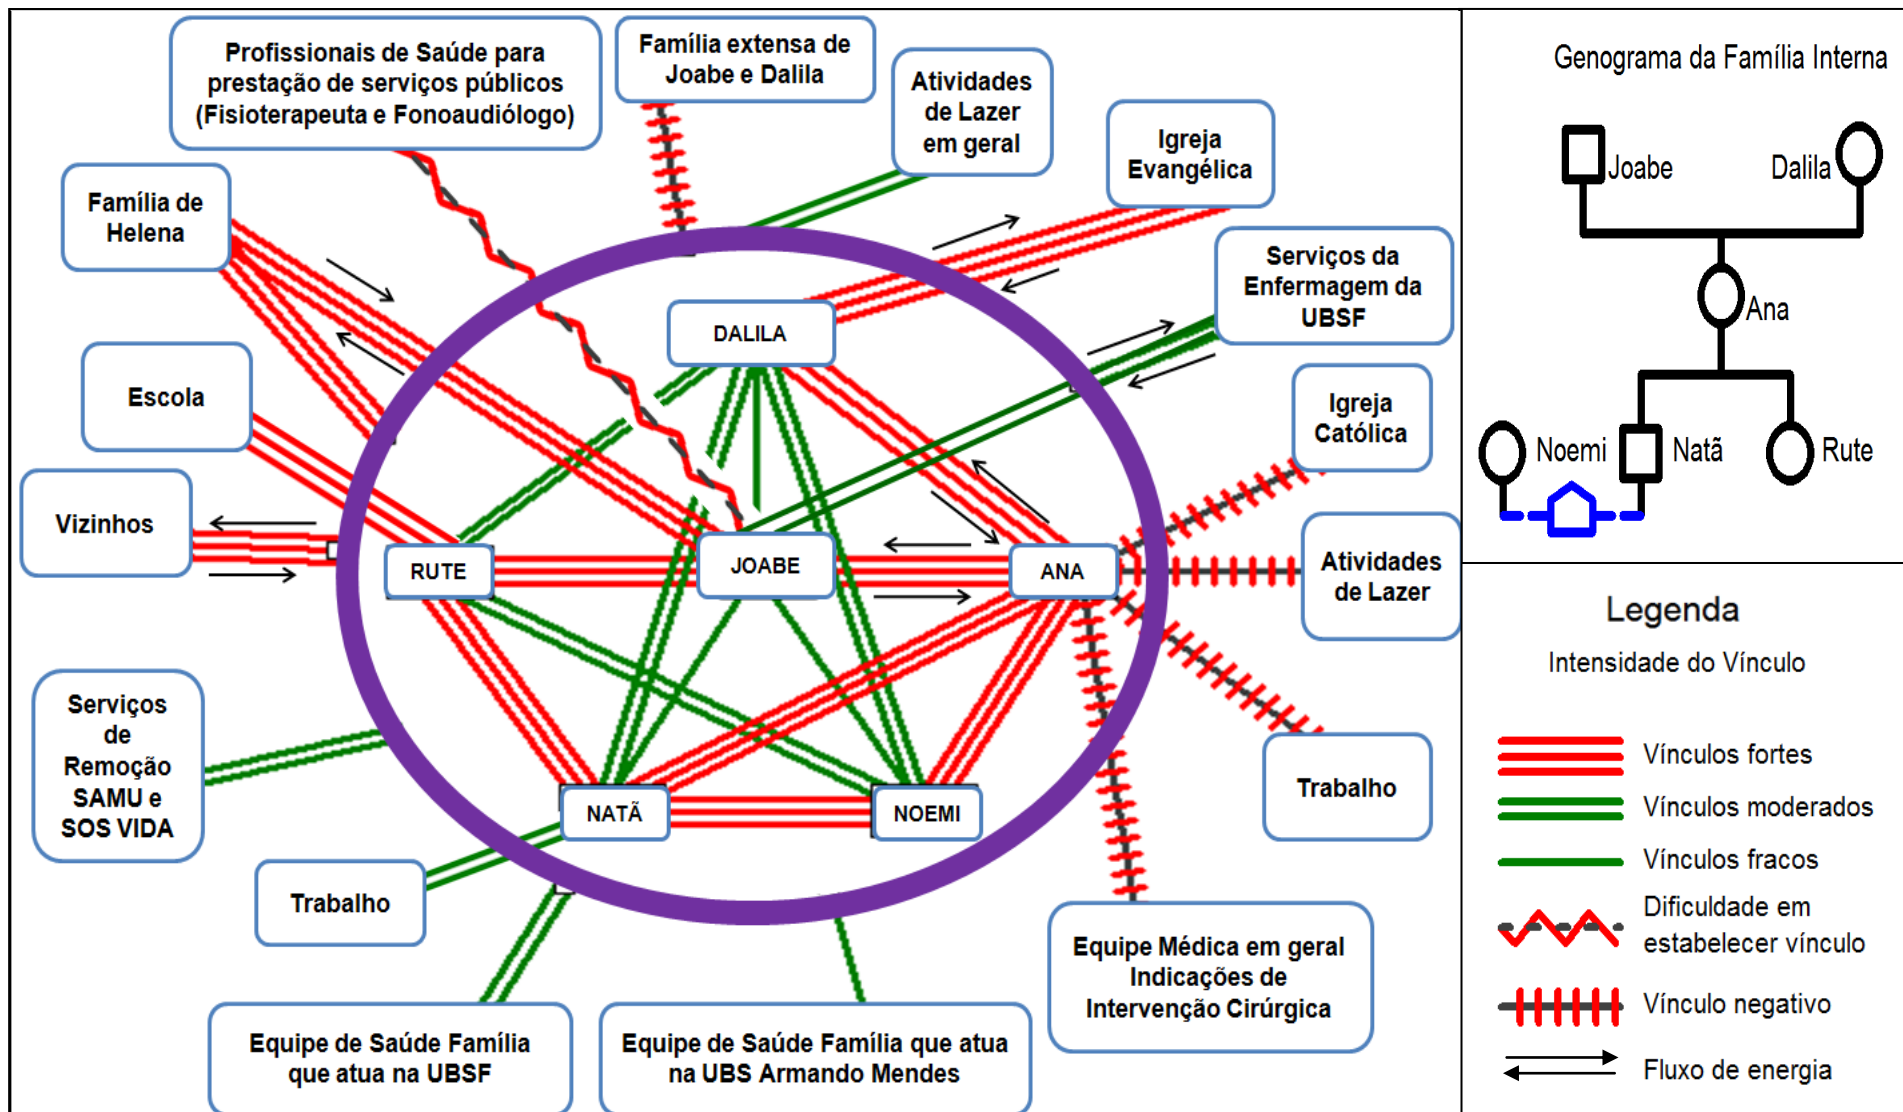 Profissionais de Saúde para
prestação de serviços públicos
(Fisioterapeuta e Fonoaudiólogo)
Família extensa de
Joabe e Dalila
Atividades
de Lazer
em geral
Igreja
Evangélica
Família de
Helena
Serviços da
Enfermagem da
UBSF
DALILA
Escola
Igreja
Católica
Vizinhos
RUTE
JOABE
ANA
Atividades
de Lazer
Serviços
de
Remoção
SAMU e
SOS VIDA
Trabalho
NATÃ
NOEMI
Trabalho
Equipe Médica em geral
Indicações de
Intervenção Cirúrgica
Equipe de Saúde Família
que atua na UBSF
Equipe de Saúde Família que atua
na UBS Armando Mendes
Genograma da Família Interna
Joabe
Dalila
Ana
Noemi
Natã
Rute
Legenda
Intensidade do Vínculo
Vínculos fortes
Vínculos moderados
Vínculos fracos
Dificuldade em
estabelecer vínculo
Vínculo negativo
Fluxo de energia